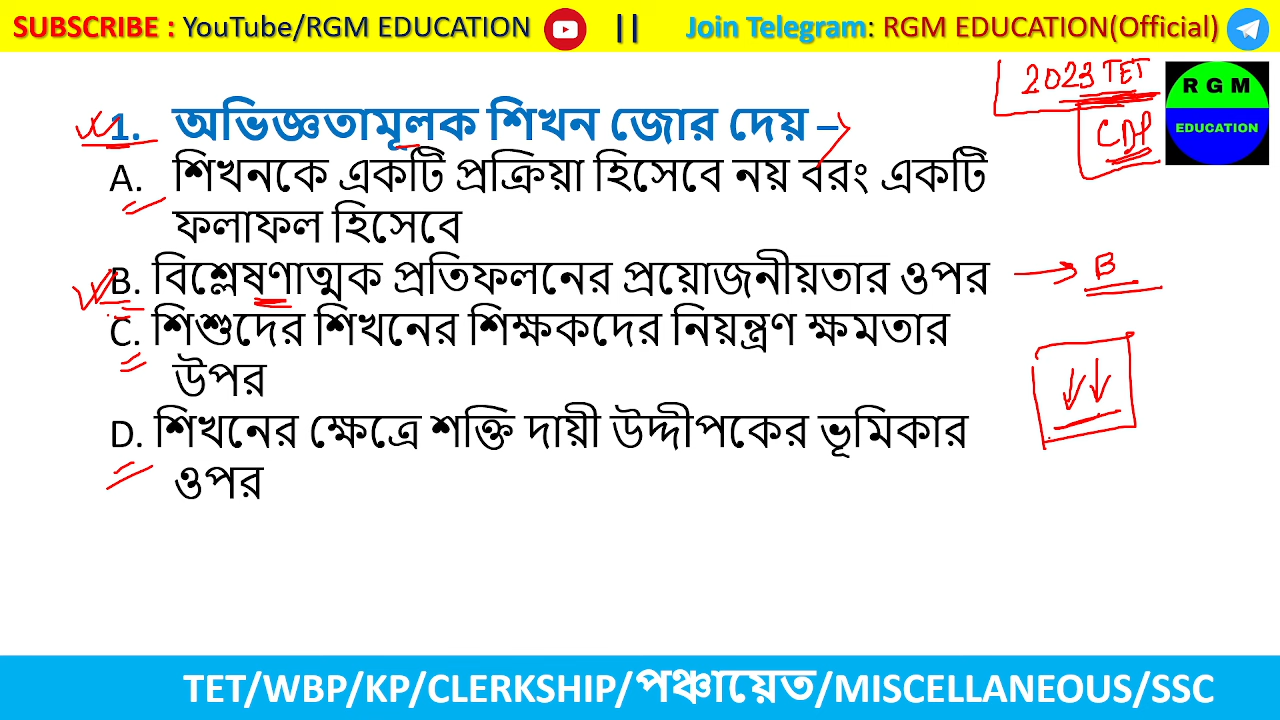 SUBSCRIBE : YouTube/RGM EDUCATION || Join Telegram: RGM EDUCATION(Official)
2023 TET
CDP
R G M
EDUCATION
1. অভিজ্ঞতামূলক শিখন জোর দেয় –
A. শিখনকে একটি প্রক্রিয়া হিসেবে নয় বরং একটি
ফলাফল হিসেবে
B. বিশ্লেষণাত্মক প্রতিফলনের প্রয়োজনীয়তার ওপর
B
C. শিশুদের শিখনের শিক্ষকদের নিয়ন্ত্রণ ক্ষমতার
উপর
D. শিখনের ক্ষেত্রে শক্তি দায়ী উদ্দীপকের ভূমিকার
ওপর
TET/WBP/KP/CLERKSHIP/পঞ্চায়েত/MISCELLANEOUS/SSC